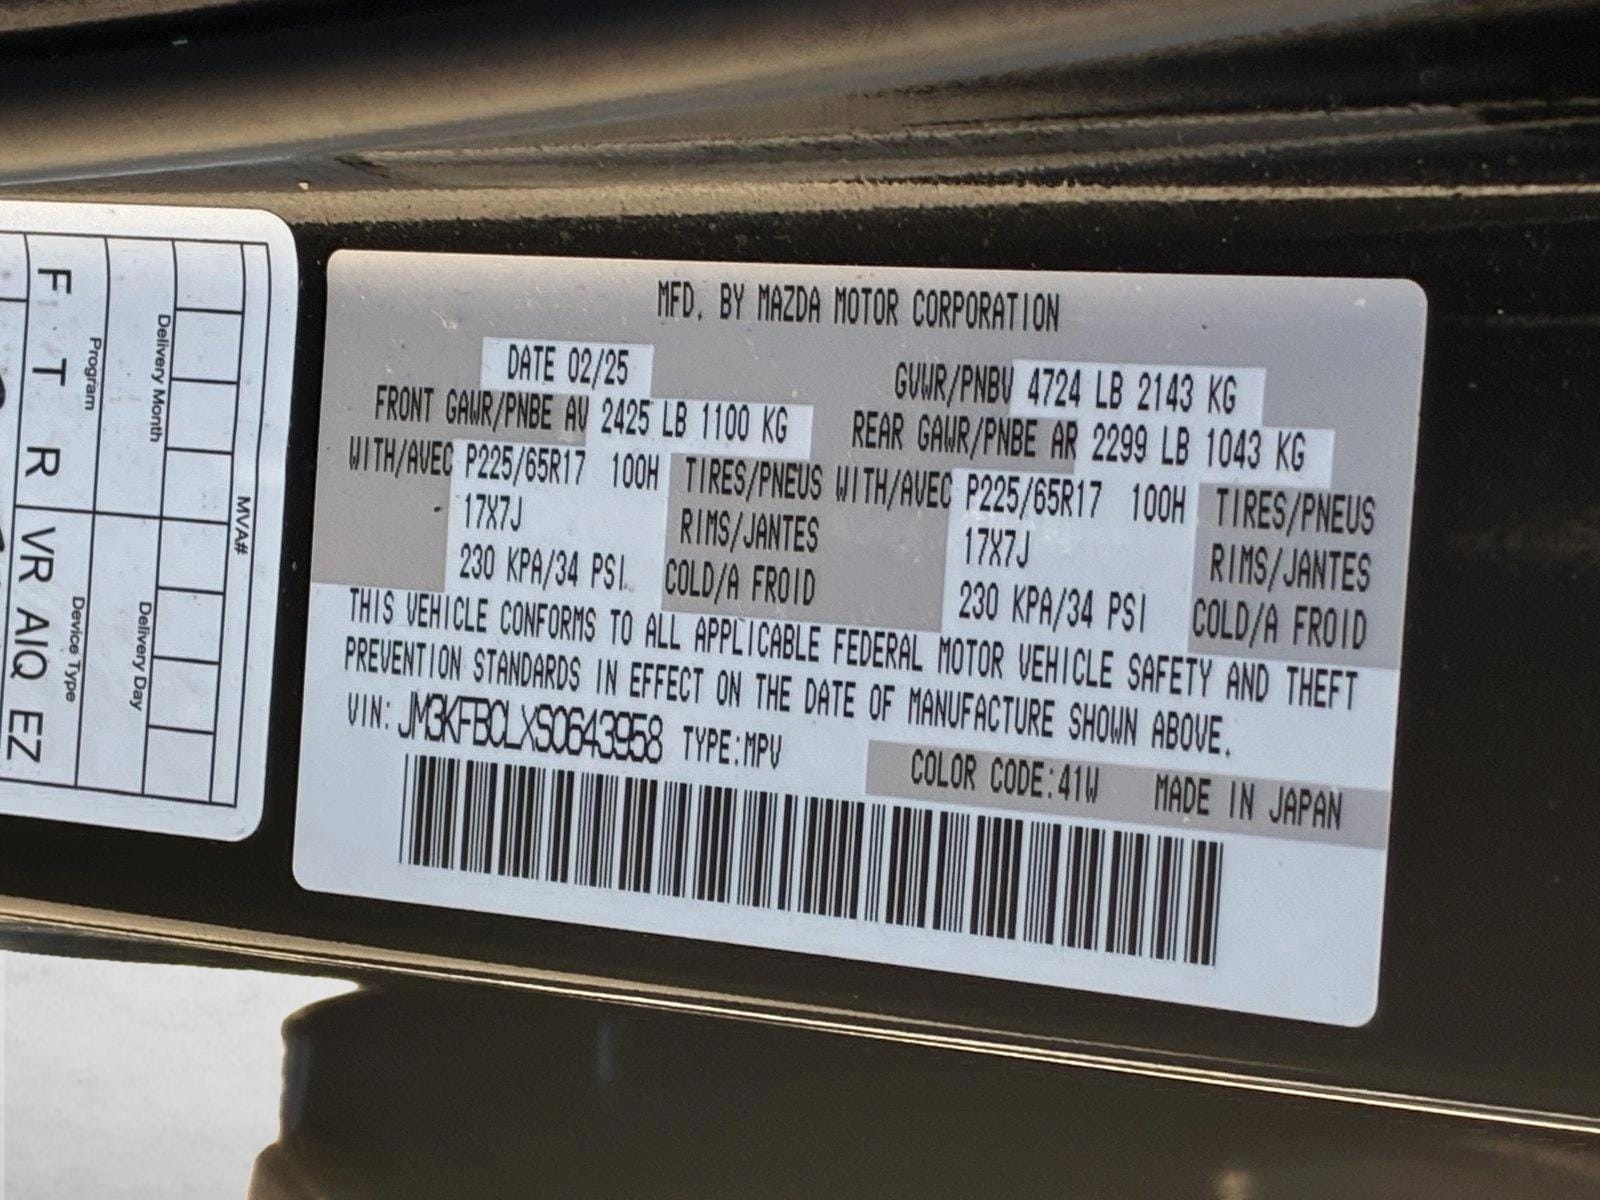 MFD. BY MAZDA MOTOR CORPORATION
DATE 02/25
GVWR/PNBV 4724 LB 2143 KG
FRONT GAWR/PNBE AV 2425 LB 1100 KG
REAR GAWR/PNBE AR 2299 LB 1043 KG
WITH/AVEC P225/65R17 100H TIRES/PNEUS WITH/AVEC P225/65R17 100H TIRES/PNEUS
17X7J RIMS/JANTES 17X7J RIMS/JANTES
230 KPA/34 PSI COLD/A FROID 230 KPA/34 PSI COLD/A FROID
THIS VEHICLE CONFORMS TO ALL APPLICABLE FEDERAL MOTOR VEHICLE SAFETY AND THEFT
PREVENTION STANDARDS IN EFFECT ON THE DATE OF MANUFACTURE SHOWN ABOVE.
VIN: JM3KFBCLXS0643958 TYPE:MPV
COLOR CODE:41W MADE IN JAPAN
MVA#
Delivery Month
Delivery Day
Program
Device Type
F T R VR AIQ EZ